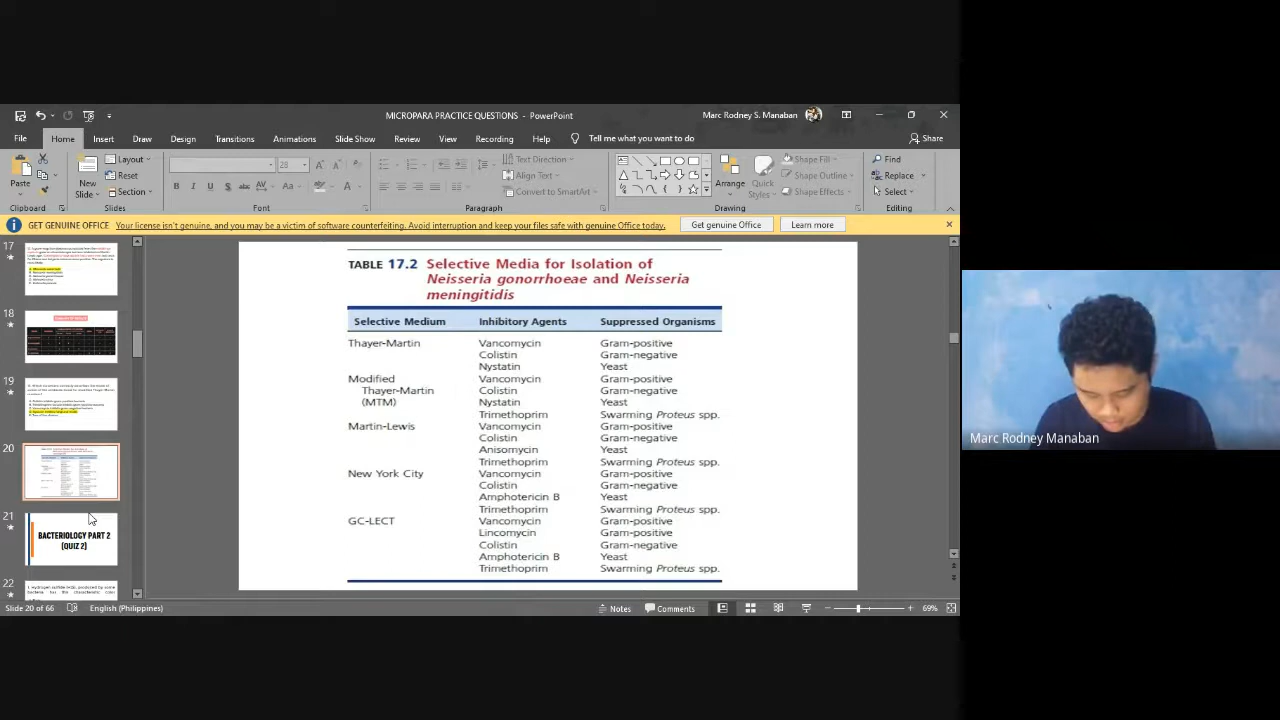 MICROPARA PRACTICE QUESTIONS - PowerPoint
Marc Rodney S. Manaban
File Home Insert Draw Design Transitions Animations Slide Show Review View Recording Help Tell me what you want to do Share
Paste
Clipboard
New Slide
Layout
Reset
Section
Slides
28
B I U S abc AV Aa A
Font
Text Direction
Align Text
Convert to SmartArt
Paragraph
Arrange
Quick Styles
Shape Fill
Shape Outline
Shape Effects
Drawing
Find
Replace
Select
Editing
GET GENUINE OFFICE Your license isn't genuine, and you may be a victim of software counterfeiting. Avoid interruption and keep your files safe with genuine Office today. Get genuine Office Learn more
17
18
19
20
21
BACTERIOLOGY PART 2
(QUIZ 2)
22
TABLE 17.2 Selective Media for Isolation of
Neisseria gonorrhoeae and Neisseria
meningitidis
Selective Medium Inhibitory Agents Suppressed Organisms
Thayer-Martin Vancomycin Gram-positive
Colistin Gram-negative
Nystatin Yeast
Modified Vancomycin Gram-positive
Thayer-Martin Colistin Gram-negative
(MTM) Nystatin Yeast
Trimethoprim Swarming Proteus spp.
Martin-Lewis Vancomycin Gram-positive
Colistin Gram-negative
Anisomycin Yeast
Trimethoprim Swarming Proteus spp.
New York City Vancomycin Gram-positive
Colistin Gram-negative
Amphotericin B Yeast
Trimethoprim Swarming Proteus spp.
GC-LECT Vancomycin Gram-positive
Lincomycin Gram-positive
Colistin Gram-negative
Amphotericin B Yeast
Trimethoprim Swarming Proteus spp.
Slide 20 of 66 English (Philippines) Notes Comments 69%
Marc Rodney Manaban